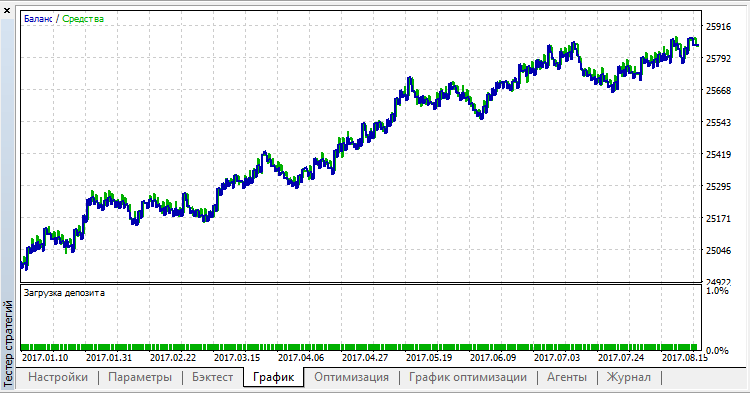 Баланс / Средства
25916
25792
25668
25543
25419
25295
25171
25046
24922
Загрузка депозита
1.0%
0.0%
2017.01.10 2017.01.31 2017.02.22 2017.03.15 2017.04.06 2017.04.27 2017.05.19 2017.06.09 2017.07.03 2017.07.24 2017.08.15
Тестер стратегий
Настройки Параметры Бэктест График Оптимизация График оптимизации Агенты Журнал